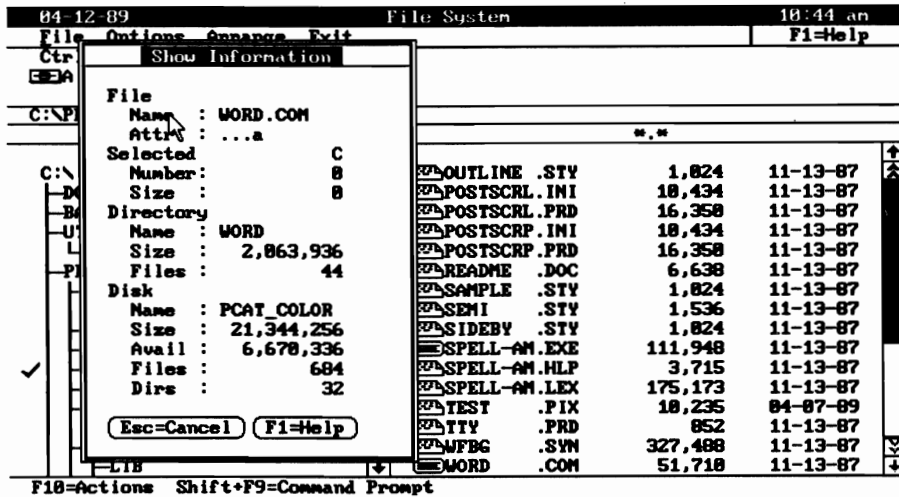 04-12-89 File System 10:44 am
File Options Arrange Exit F1=Help
Ctr
A
C:\PR
*.*
Show Information
File
Name : WORD.COM
Attr : ...a
Selected C
Number: 0
Size : 0
Directory
Name : WORD
Size : 2,063,936
Files : 44
Disk
Name : PCAT_COLOR
Size : 21,344,256
Avail : 6,670,336
Files : 684
Dirs : 32
Esc=Cancel F1=Help
C:\
LIB
OUTLINE .STY 1,024 11-13-87
POSTSCRL.INI 10,434 11-13-87
POSTSCRL.PRD 16,350 11-13-87
POSTSCRP.INI 10,434 11-13-87
POSTSCRP.PRD 16,350 11-13-87
README .DOC 6,638 11-13-87
SAMPLE .STY 1,024 11-13-87
SEMI .STY 1,536 11-13-87
SIDEBY .STY 1,024 11-13-87
SPELL-AM.EXE 111,948 11-13-87
SPELL-AM.HLP 3,715 11-13-87
SPELL-AM.LEX 175,173 11-13-87
TEST .PIX 10,235 04-07-89
TTY .PRD 852 11-13-87
WFBG .SYN 327,488 11-13-87
WORD .COM 51,710 11-13-87
F10=Actions Shift+F9=Command Prompt